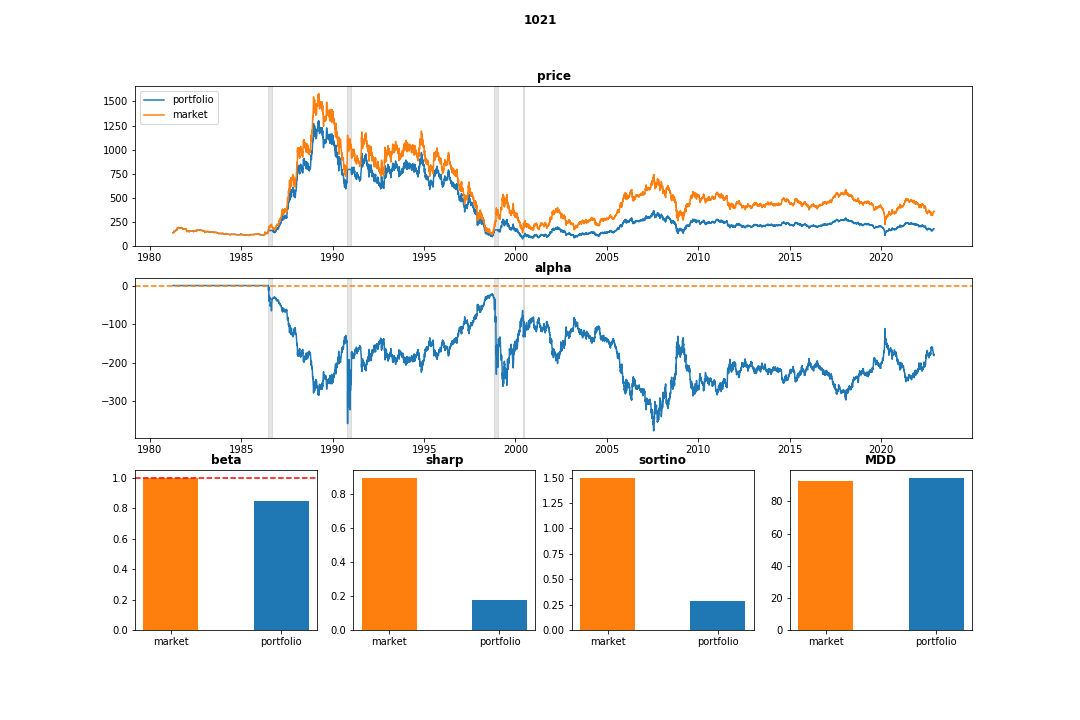 1021
price
1500
1250
1000
750
500
250
0
portfolio
market
1980 1985 1990 1995 2000 2005 2010 2015 2020
alpha
0
−100
−200
−300
1980 1985 1990 1995 2000 2005 2010 2015 2020
beta
1.0
0.8
0.6
0.4
0.2
0.0
market portfolio
sharp
0.8
0.6
0.4
0.2
0.0
market portfolio
sortino
1.50
1.25
1.00
0.75
0.50
0.25
0.00
market portfolio
MDD
80
60
40
20
0
market portfolio